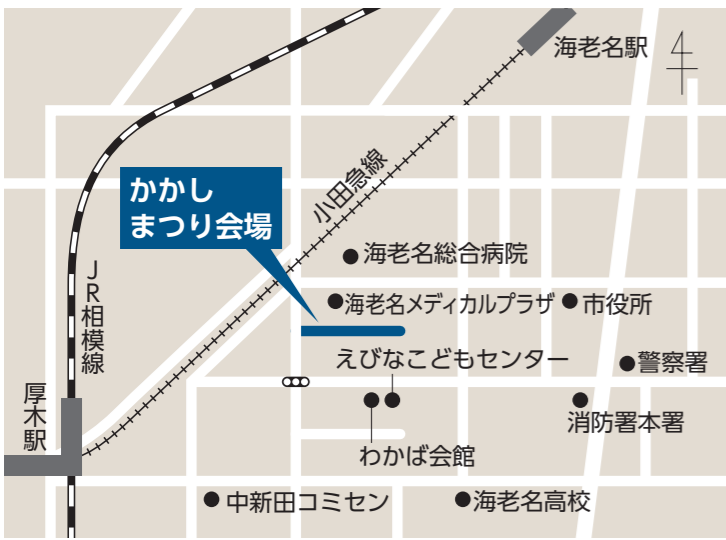 海老名駅
小田急線
かかし
まつり会場
海老名総合病院
JR相模線
海老名メディカルプラザ
市役所
えびなこどもセンター
警察署
厚木駅
消防署本署
わかば会館
中新田コミセン
海老名高校